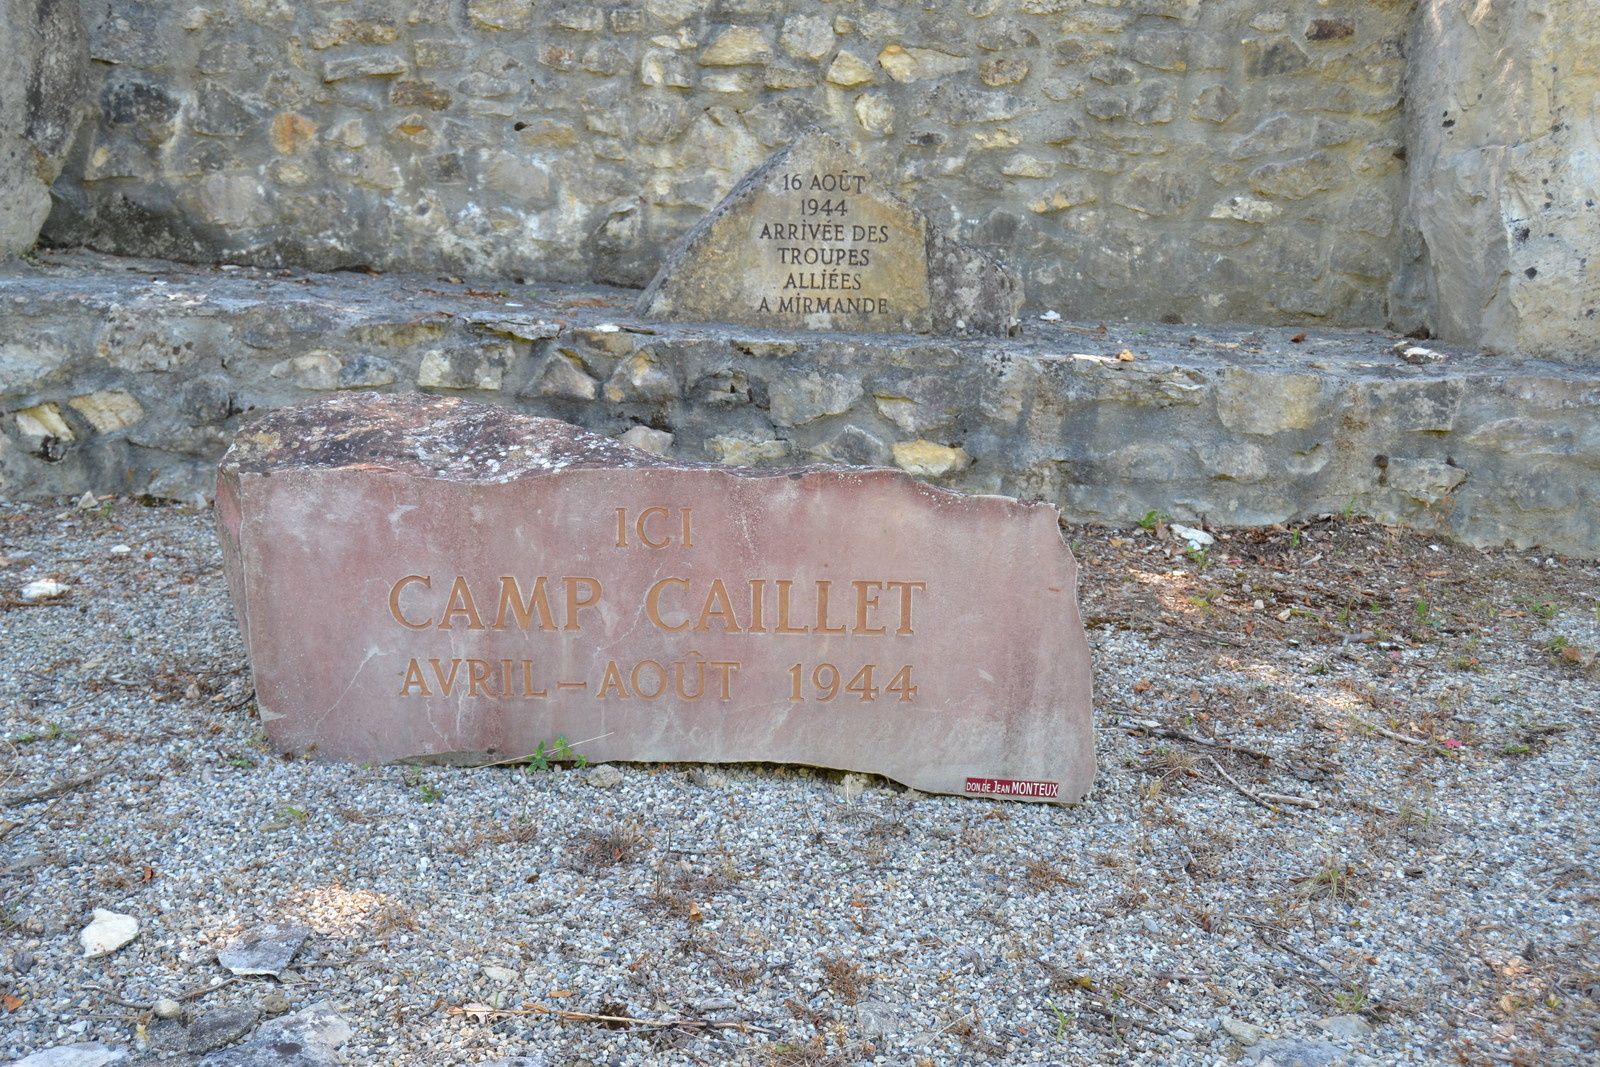 16 AOÛT
1944
ARRIVÉE DES
TROUPES
ALLIÉES
A MIRMANDE
ICI
CAMP CAILLET
AVRIL-AOÛT 1944
DON DE JEAN MONTEUX